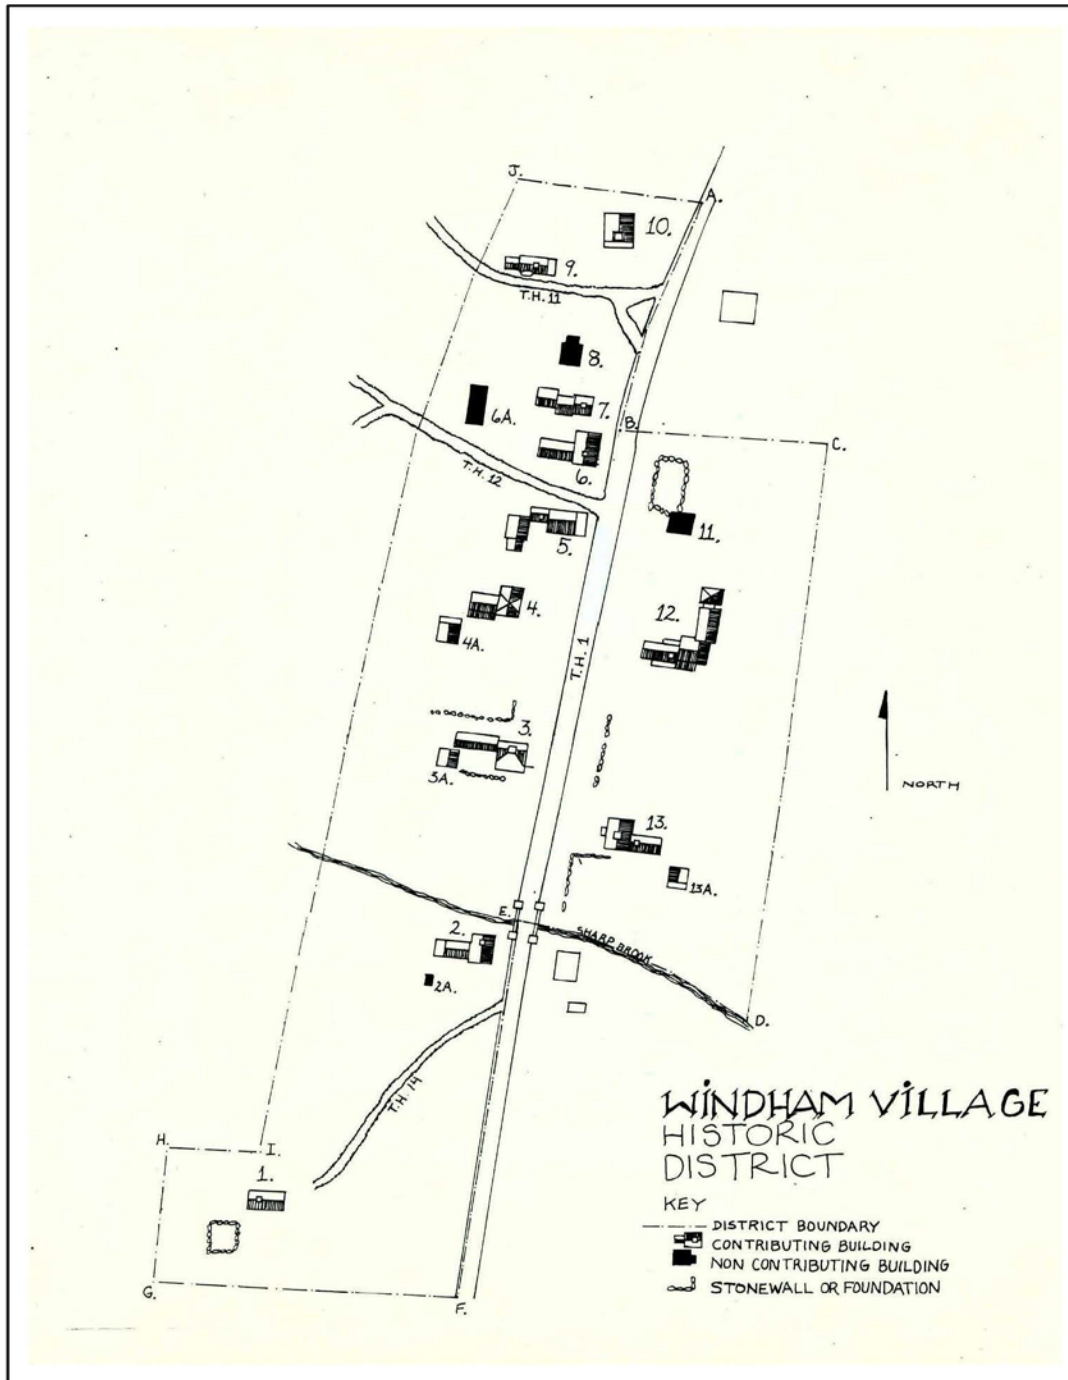 J.
A.
10.
9.
T.H. 11
8.
6A.
7.
B.
C.
6.
T.H. 12
5.
11.
4.
12.
4A.
T.H. 1
3.
3A.
NORTH
13.
13A.
E.
2.
SHARP BROOK
2A.
D.
T.H. 14
WINDHAM VILLAGE
HISTORIC
DISTRICT
H.
I.
1.
KEY
DISTRICT BOUNDARY
CONTRIBUTING BUILDING
NON CONTRIBUTING BUILDING
STONEWALL OR FOUNDATION
G.
F.